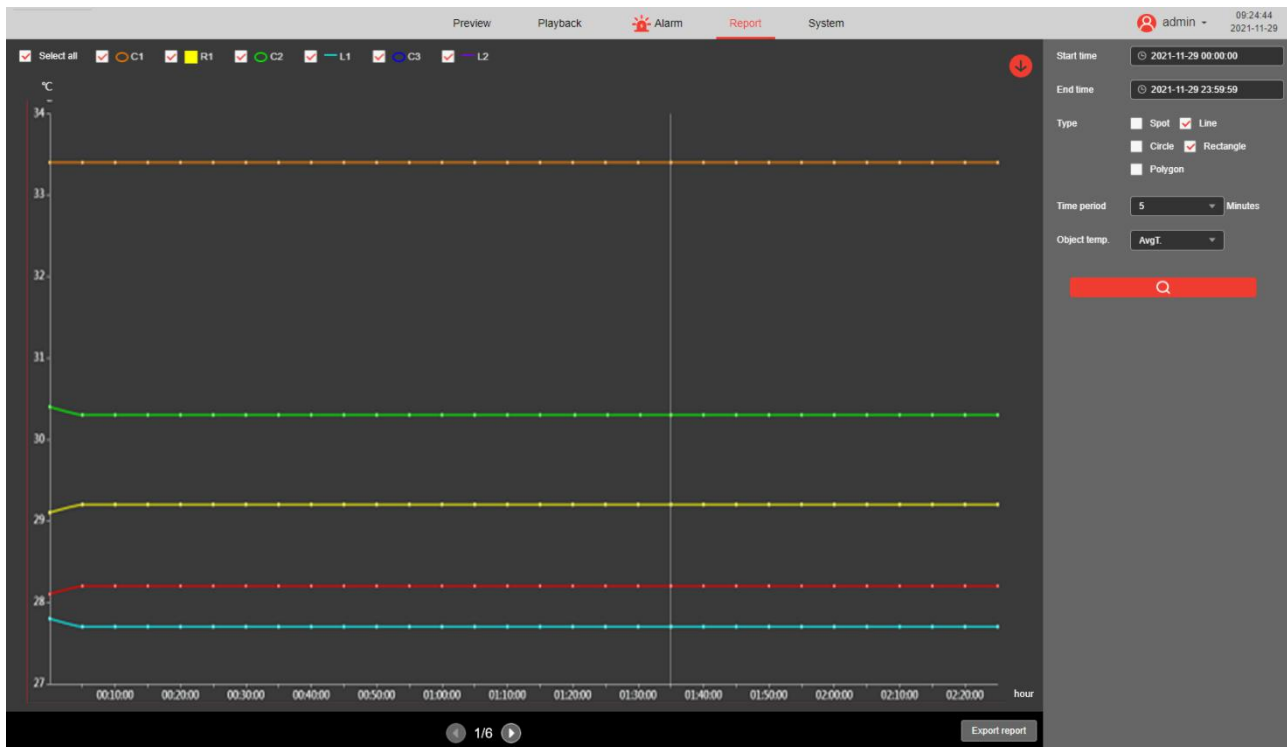 Preview Playback Alarm Report System admin 09:24:44
2021-11-29
Select all C1 R1 C2 L1 C3 L2
℃
34
33
32
31
30
29
28
27
00:10:00 00:20:00 00:30:00 00:40:00 00:50:00 01:00:00 01:10:00 01:20:00 01:30:00 01:40:00 01:50:00 02:00:00 02:10:00 02:20:00 hour
1/6
Export report
Start time 2021-11-29 00:00:00
End time 2021-11-29 23:59:59
Type Spot Line
Circle Rectangle
Polygon
Time period 5 Minutes
Object temp. AvgT.